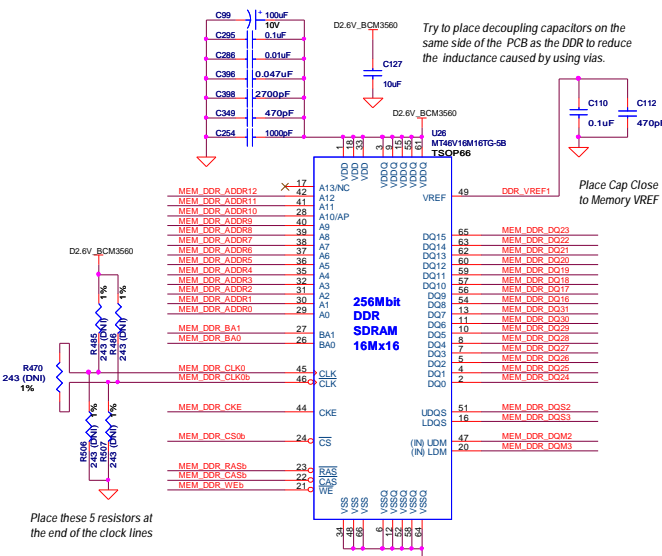 C99 100uF
10V
C295 0.1uF
C286 0.01uF
C396 0.047uF
C398 2700pF
C349 470pF
C254 1000pF
D2.6V_BCM3560
C127
10uF
Try to place decoupling capacitors on the
same side of the PCB as the DDR to reduce
the inductance caused by using vias.
D2.6V_BCM3560
U26
MT46V16M16TG-5B
TSOP66
C110 C112
0.1uF 470pF
Place Cap Close
to Memory VREF
1 18 33 3 9 15 55 61
VDD VDD VDD VDDQ VDDQ VDDQ VDDQ VDDQ
17 A13/NC
MEM_DDR_ADDR12 42 A12
MEM_DDR_ADDR11 41 A11
MEM_DDR_ADDR10 28 A10/AP
MEM_DDR_ADDR9 40 A9
MEM_DDR_ADDR8 39 A8
MEM_DDR_ADDR7 38 A7
MEM_DDR_ADDR6 37 A6
MEM_DDR_ADDR5 36 A5
MEM_DDR_ADDR4 35 A4
MEM_DDR_ADDR3 32 A3
MEM_DDR_ADDR2 31 A2
MEM_DDR_ADDR1 30 A1
MEM_DDR_ADDR0 29 A0
MEM_DDR_BA1 27 BA1
MEM_DDR_BA0 26 BA0
MEM_DDR_CLK0 45 CLK
MEM_DDR_CLK0b 46 CLK
MEM_DDR_CKE 44 CKE
MEM_DDR_CS0b 24 CS
MEM_DDR_RASb 23 RAS
MEM_DDR_CASb 22 CAS
MEM_DDR_WEb 21 WE
256Mbit
DDR
SDRAM
16Mx16
VREF 49 DDR_VREF1
DQ15 65 MEM_DDR_DQ23
DQ14 63 MEM_DDR_DQ22
DQ13 62 MEM_DDR_DQ21
DQ12 60 MEM_DDR_DQ20
DQ11 59 MEM_DDR_DQ19
DQ10 57 MEM_DDR_DQ18
DQ9 56 MEM_DDR_DQ17
DQ8 54 MEM_DDR_DQ16
DQ7 13 MEM_DDR_DQ31
DQ6 11 MEM_DDR_DQ30
DQ5 10 MEM_DDR_DQ29
DQ4 8 MEM_DDR_DQ28
DQ3 7 MEM_DDR_DQ27
DQ2 5 MEM_DDR_DQ26
DQ1 4 MEM_DDR_DQ25
DQ0 2 MEM_DDR_DQ24
UDQS 51 MEM_DDR_DQS2
LDQS 16 MEM_DDR_DQS3
(IN) UDM 47 MEM_DDR_DQM2
(IN) LDM 20 MEM_DDR_DQM3
VSS VSS VSS VSSQ VSSQ VSSQ VSSQ VSSQ
34 48 66 6 12 52 58 64
D2.6V_BCM3560
R485 243 (DNI) 1%
R486 243 (DNI) 1%
R470
243 (DNI)
1%
R506 243 (DNI) 1%
R507 243 (DNI) 1%
Place these 5 resistors at
the end of the clock lines